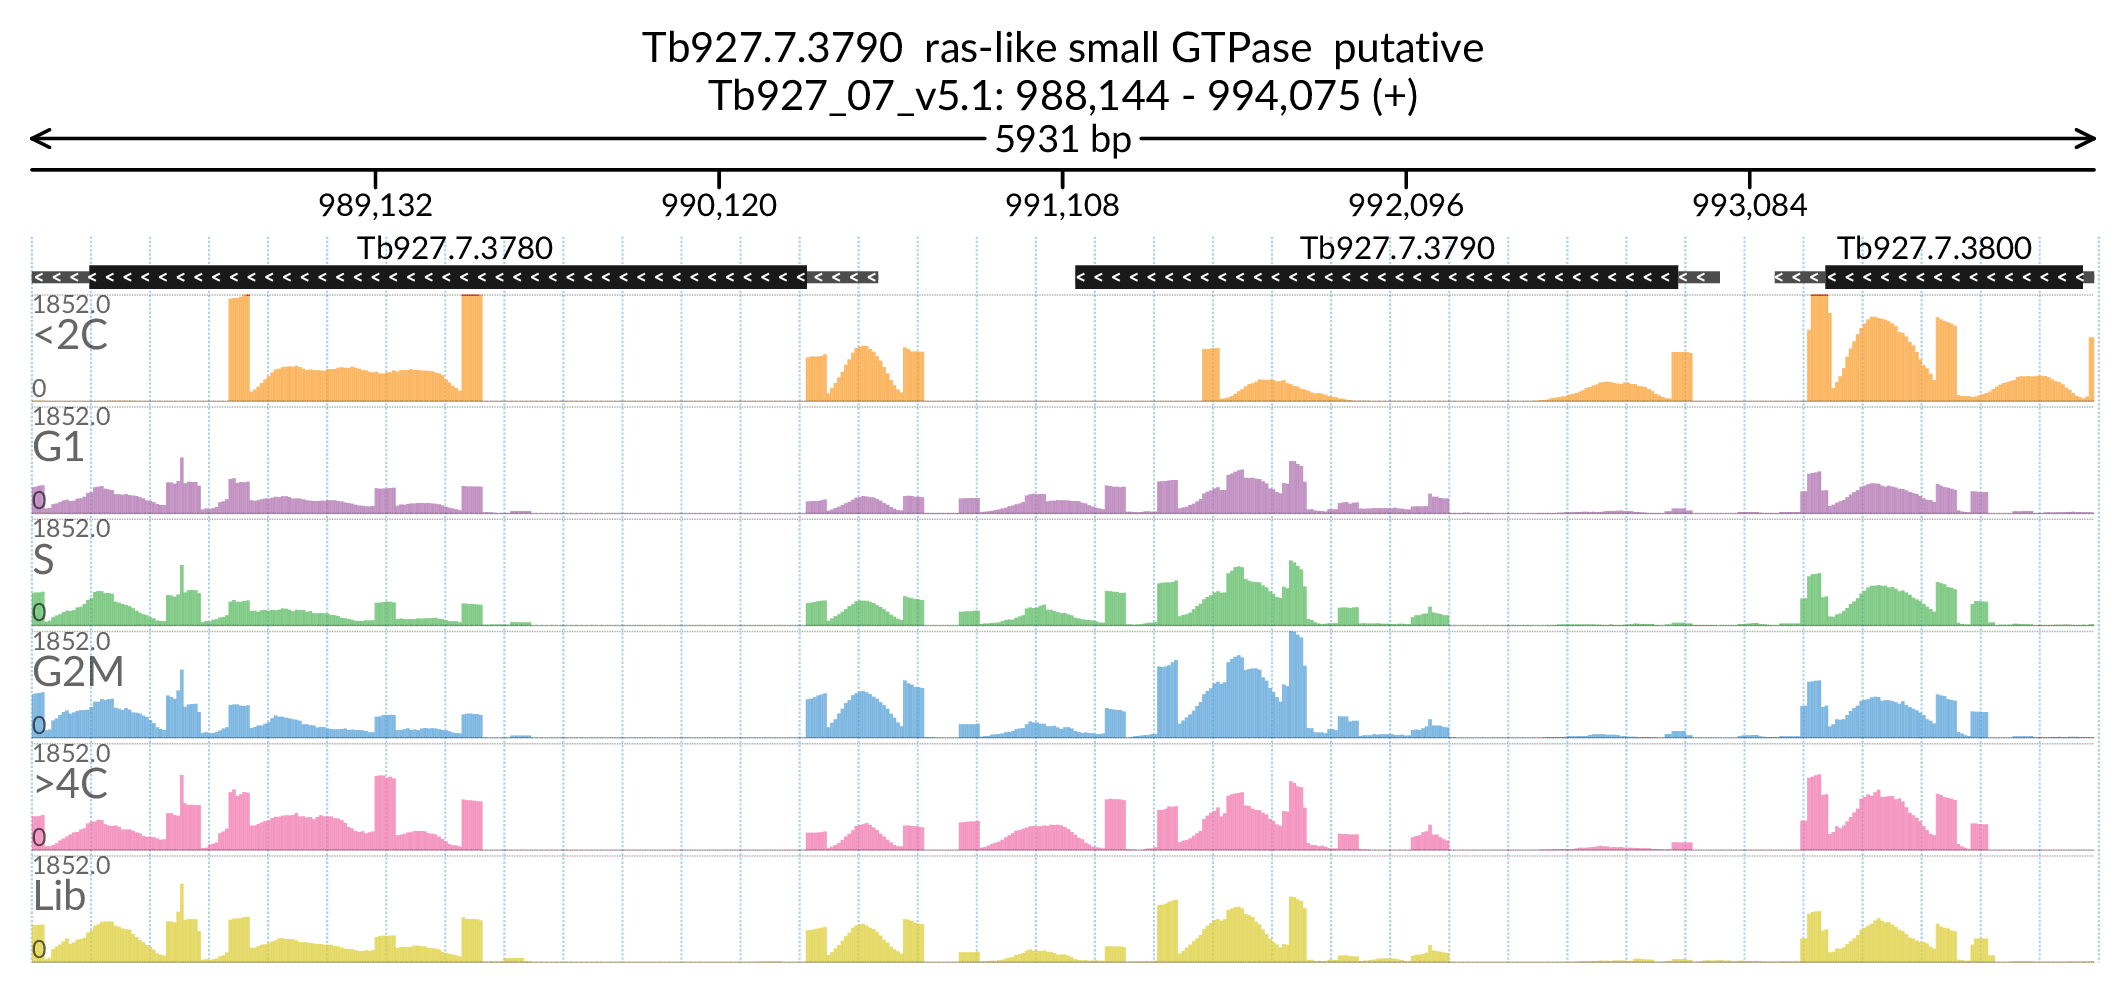 Tb927.7.3790 ras-like small GTPase putative
Tb927_07_v5.1: 988,144 - 994,075 (+)
5931 bp
989,132 990,120 991,108 992,096 993,084
Tb927.7.3780 Tb927.7.3790 Tb927.7.3800
1852.0
<2C
0
1852.0
G1
0
1852.0
S
0
1852.0
G2M
0
1852.0
>4C
0
1852.0
Lib
0